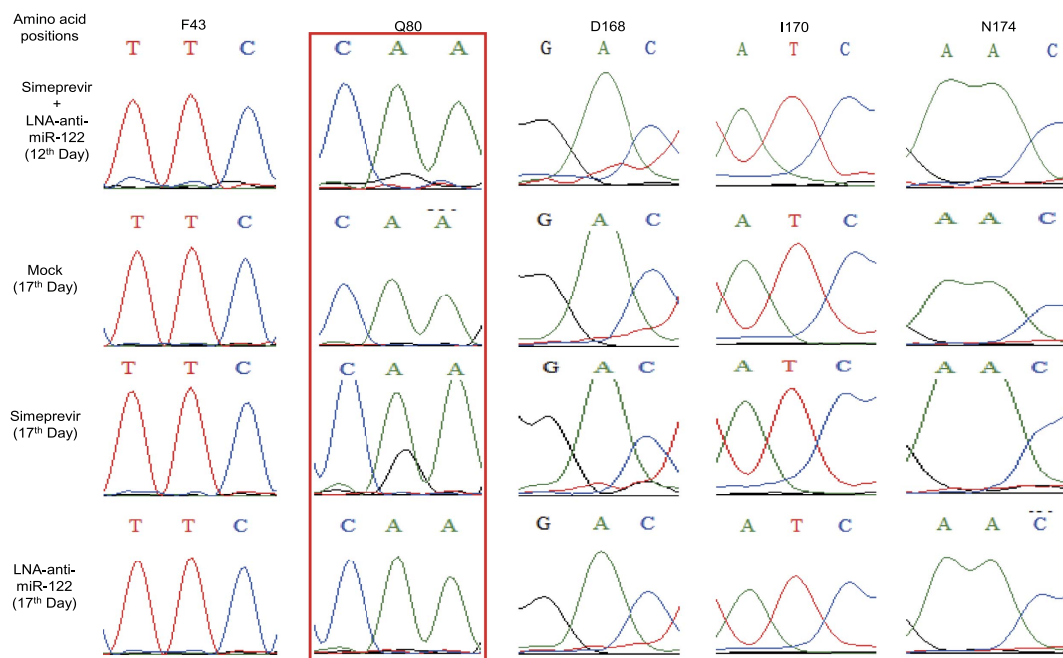 Amino acid
positions
F43 Q80 D168 I170 N174
T T C C A A G A C A T C A A C
Simeprevir
+
LNA-anti-
miR-122
(12th Day)
T T C C A A G A C A T C A A C
Mock
(17th Day)
T T C C A A G A C A T C A A C
Simeprevir
(17th Day)
T T C C A A G A C A T C A A C
LNA-anti-
miR-122
(17th Day)